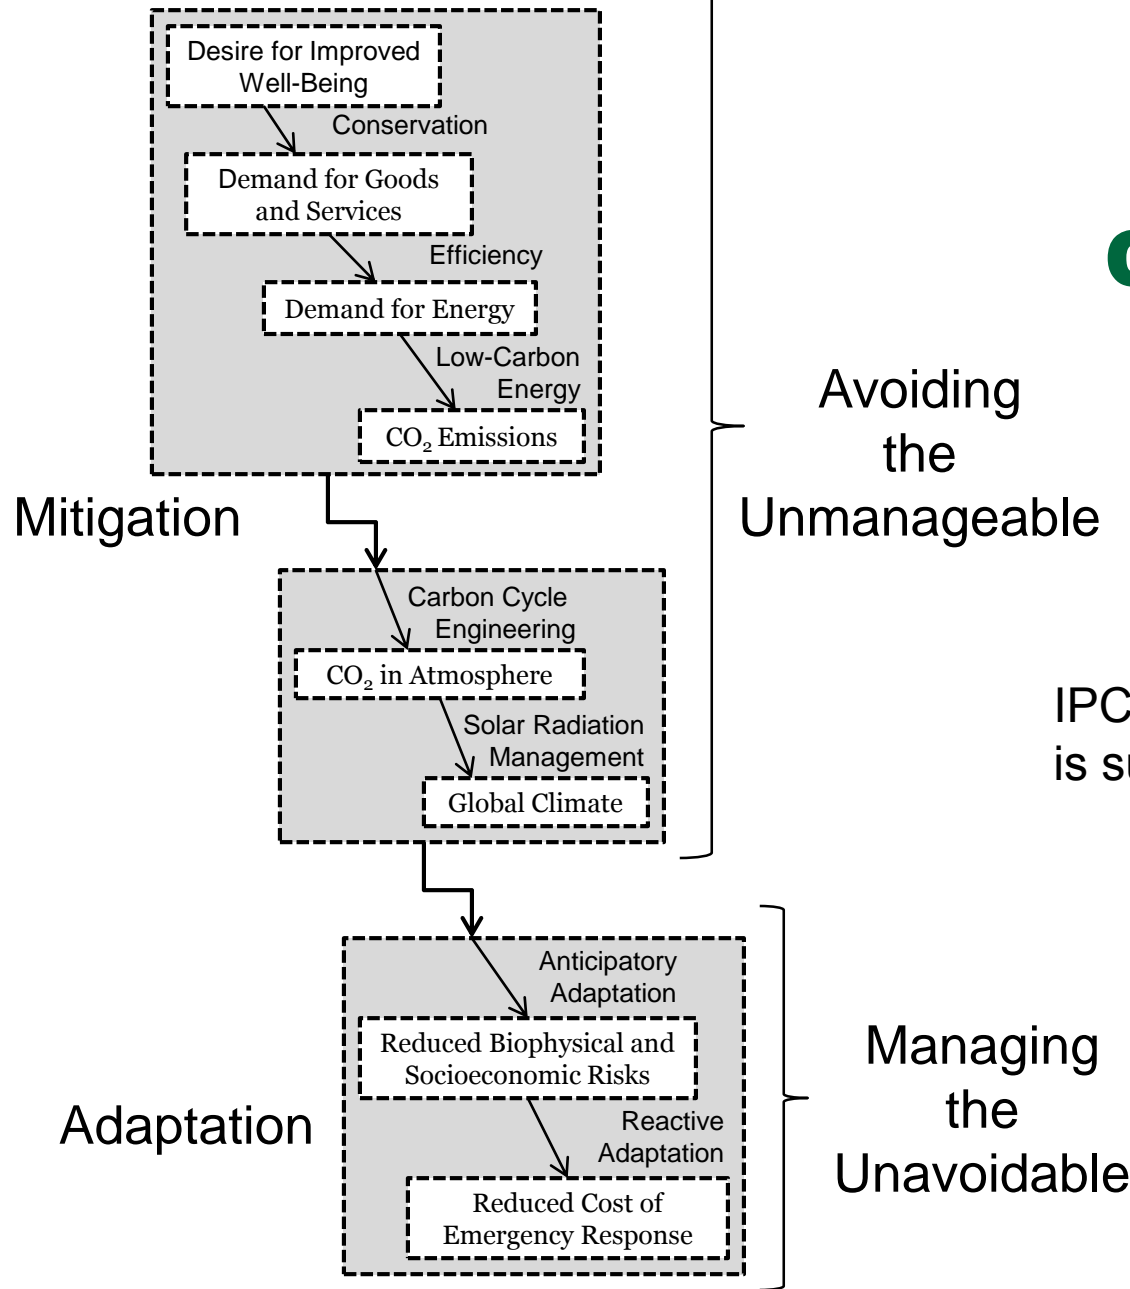 Desire for Improved
Well-Being
Conservation
Demand for Goods
and Services
Efficiency
Demand for Energy
Low-Carbon
Energy
CO₂ Emissions
Mitigation
Avoiding
the
Unmanageable
Carbon Cycle
Engineering
CO₂ in Atmosphere
Solar Radiation
Management
Global Climate
is
Anticipatory
Adaptation
Reduced Biophysical and
Socioeconomic Risks
Reactive
Adaptation
Reduced Cost of
Emergency Response
Adaptation
Managing
the
Unavoidable